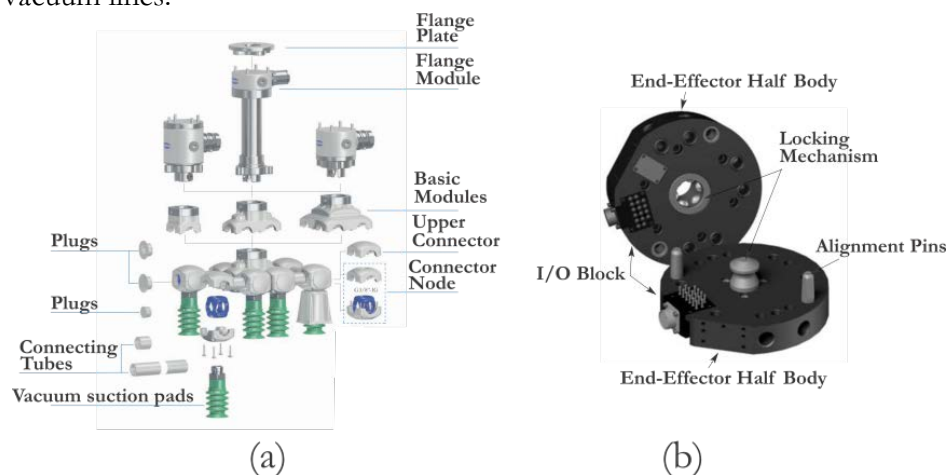 vacuum lines.
Flange
Plate
Flange
Module
Basic
Modules
Upper
Connector
Connector
Node
Plugs
Plugs
Connecting
Tubes
Vacuum suction pads
(a)
End-Effector Half Body
Locking
Mechanism
Alignment Pins
I/O Block
End-Effector Half Body
(b)